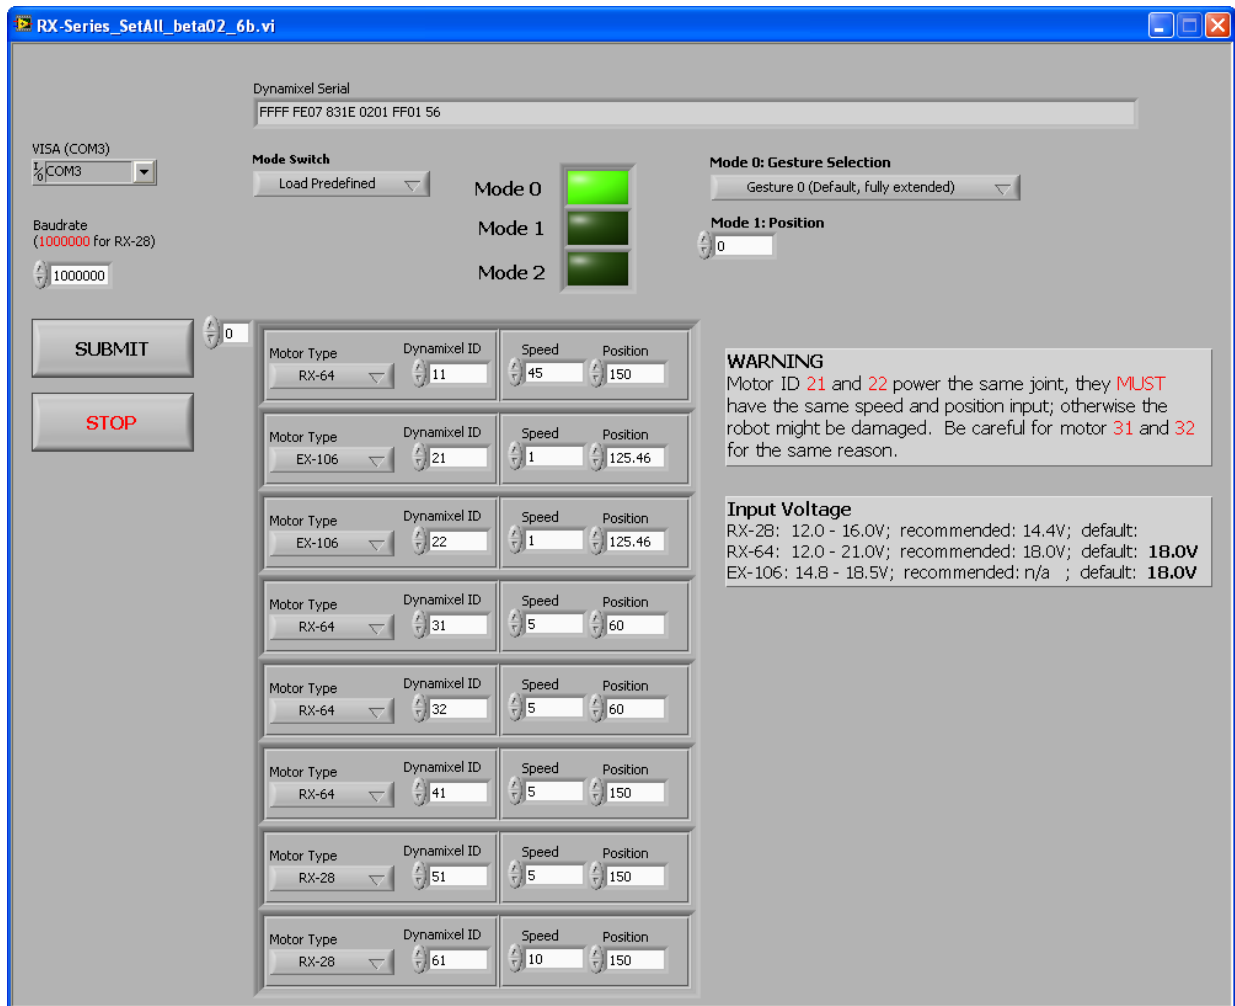 RX-Series_SetAll_beta02_6b.vi
Dynamixel Serial
FFFF FE07 831E 0201 FF01 56
VISA (COM3)
I/O COM3
Baudrate
(1000000 for RX-28)
1000000
Mode Switch
Load Predefined
Mode 0
Mode 1
Mode 2
Mode 0: Gesture Selection
Gesture 0 (Default, fully extended)
Mode 1: Position
0
SUBMIT
STOP
0
Motor Type Dynamixel ID Speed Position
RX-64 11 45 150
Motor Type Dynamixel ID Speed Position
EX-106 21 1 125.46
Motor Type Dynamixel ID Speed Position
EX-106 22 1 125.46
Motor Type Dynamixel ID Speed Position
RX-64 31 5 60
Motor Type Dynamixel ID Speed Position
RX-64 32 5 60
Motor Type Dynamixel ID Speed Position
RX-64 41 5 150
Motor Type Dynamixel ID Speed Position
RX-28 51 5 150
Motor Type Dynamixel ID Speed Position
RX-28 61 10 150
WARNING
Motor ID 21 and 22 power the same joint, they MUST
have the same speed and position input; otherwise the
robot might be damaged. Be careful for motor 31 and 32
for the same reason.
Input Voltage
RX-28: 12.0 - 16.0V; recommended: 14.4V; default:
RX-64: 12.0 - 21.0V; recommended: 18.0V; default: 18.0V
EX-106: 14.8 - 18.5V; recommended: n/a ; default: 18.0V